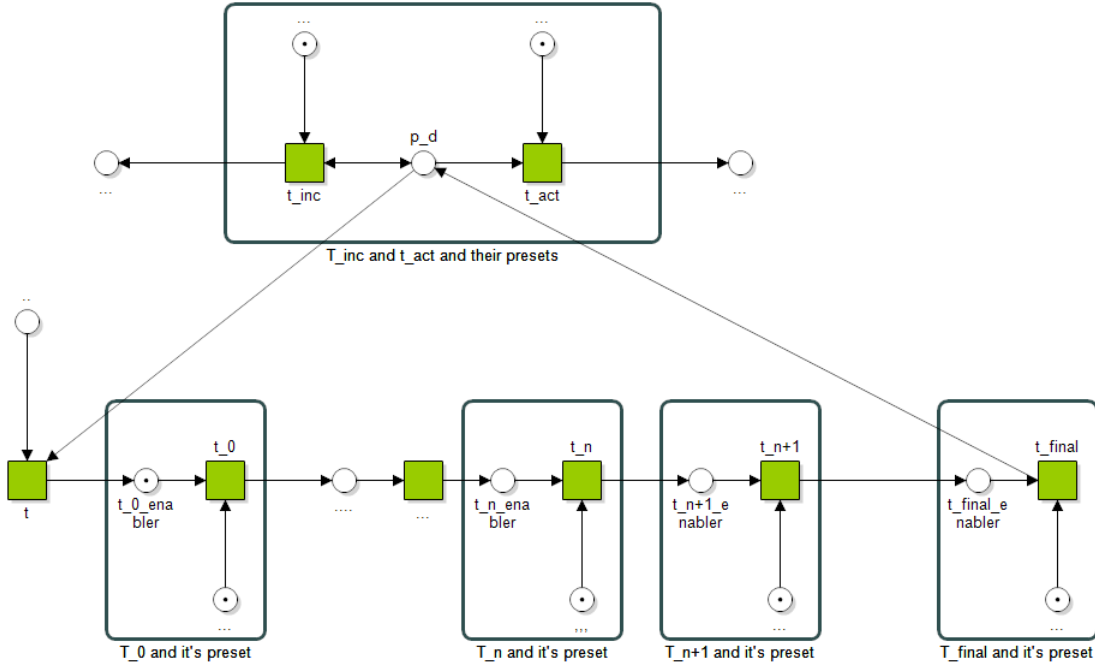 ...
...
p_d
...
t_inc
t_act
...
T_inc and t_act and their presets
..
t_0
t_n
t_n+1
t_final
t
t_0_ena
bler
....
...
t_n_ena
bler
t_n+1_e
nabler
t_final_e
nabler
...
,,,
...
...
T_0 and it's preset
T_n and it's preset
T_n+1 and it's preset
T_final and it's preset